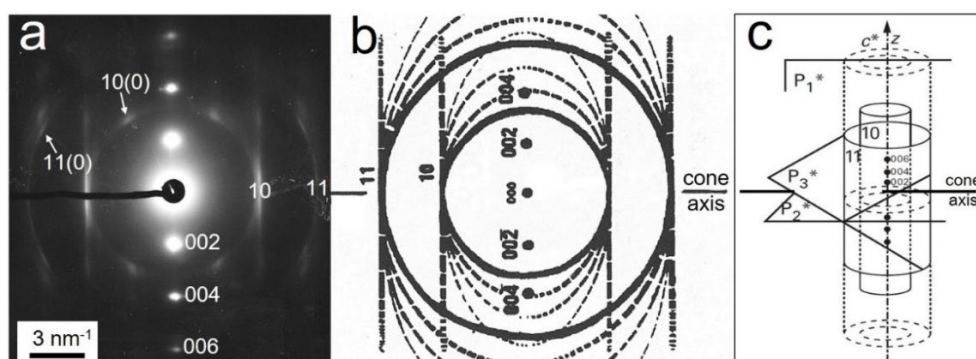 a
10(0)
11(0)
10
11
002
004
006
3 nm⁻¹
b
004
002
000
11
10
002̅
004̅
cone
axis
c
c* z
P₁*
10
11
006
004
002
P₃*
P₂*
cone
axis